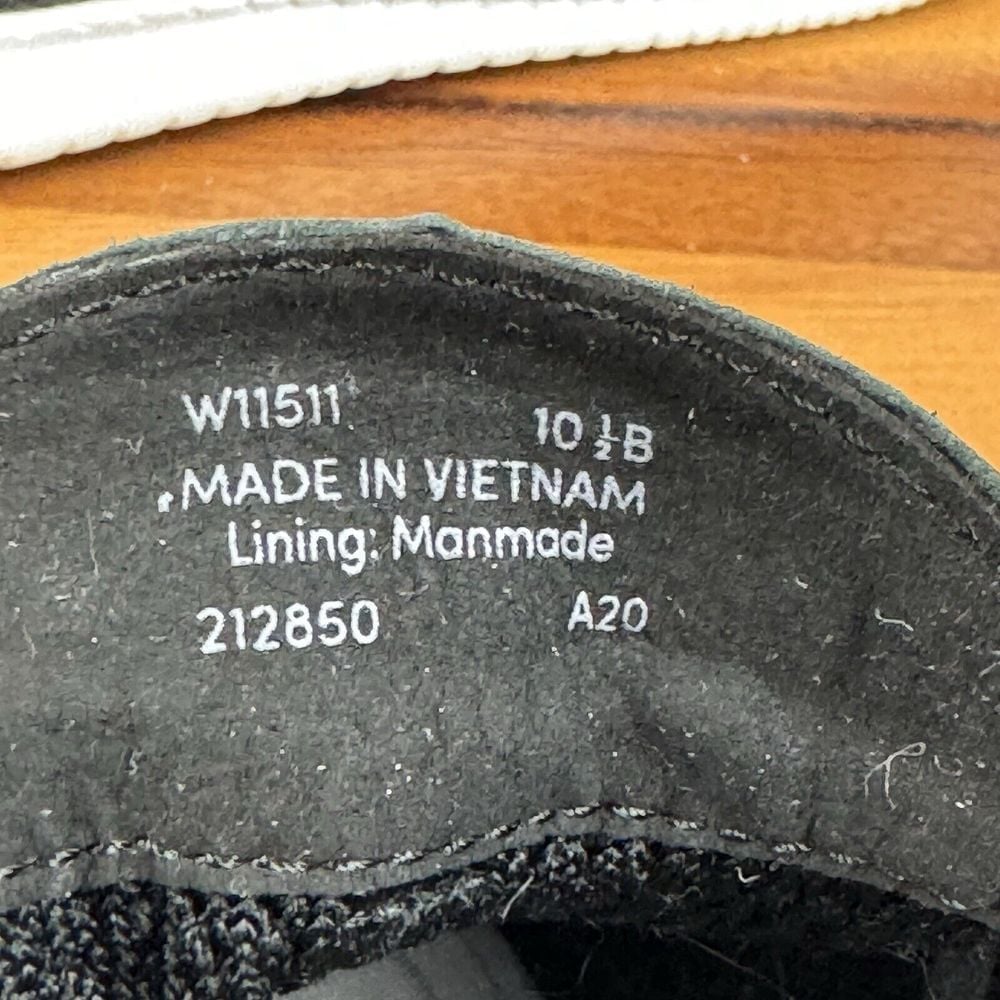 W11511 10 ½ B
MADE IN VIETNAM
Lining: Manmade
212850 A20